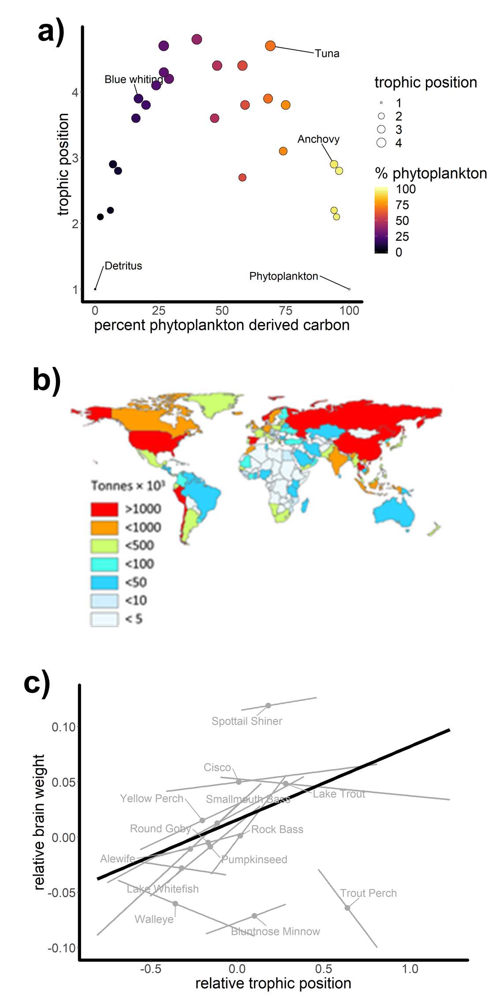 a)
Tuna
Blue whiting
Anchovy
Detritus
Phytoplankton
4
3
2
1
trophic position
0 25 50 75 100
percent phytoplankton derived carbon
trophic position
1
2
3
4
% phytoplankton
100
75
50
25
0
b)
Tonnes × 10³
>1000
<1000
<500
<100
<50
<10
< 5
c)
Spottail Shiner
Cisco
Yellow Perch
Smallmouth Bass
Lake Trout
Round Goby
Rock Bass
Alewife
Pumpkinseed
Lake Whitefish
Trout Perch
Walleye
Bluntnose Minnow
0.10
0.05
0.00
-0.05
-0.10
relative brain weight
-0.5 0.0 0.5 1.0
relative trophic position